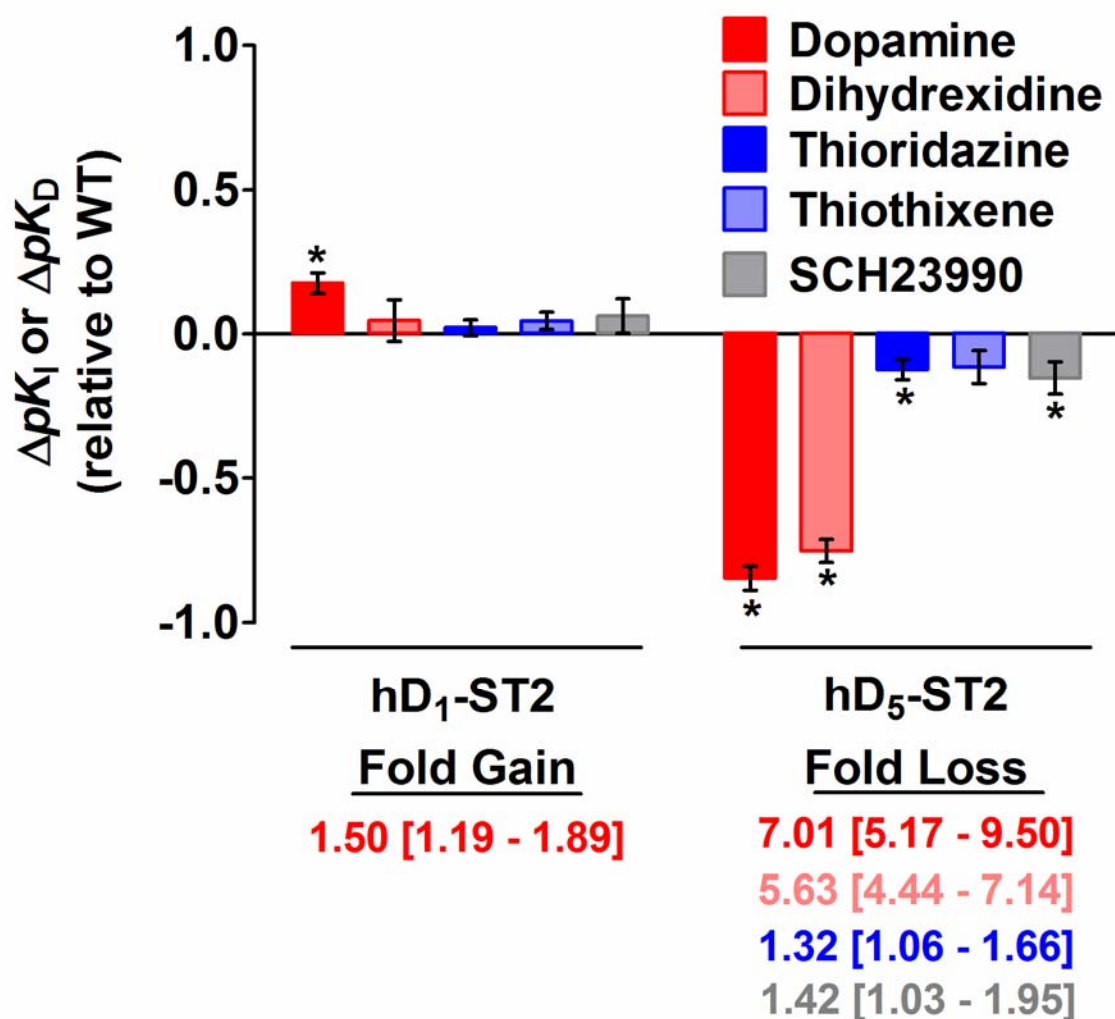 Dopamine
Dihydrexidine
Thioridazine
Thiothixene
SCH23990
ΔpK_I or ΔpK_D
(relative to WT)
1.0
0.5
0.0
-0.5
-1.0
*
*
*
*
*
hD₁-ST2
hD₅-ST2
Fold Gain
Fold Loss
1.50 [1.19 - 1.89]
7.01 [5.17 - 9.50]
5.63 [4.44 - 7.14]
1.32 [1.06 - 1.66]
1.42 [1.03 - 1.95]